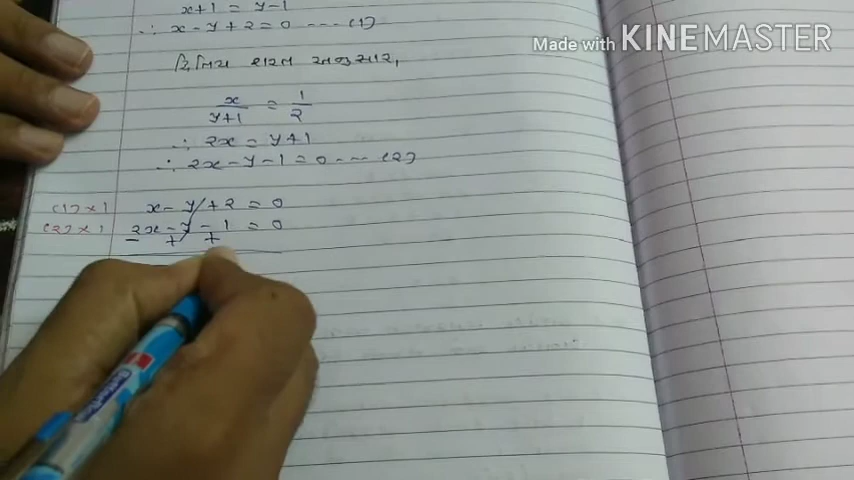 x+1 = y-1
∴ x-y+2=0 --- (1)
Made with KINEMASTER
દ્વિતિય શરત અનુસાર,
x/y+1 = 1/2
∴ 2x = y+1
∴ 2x-y-1=0 --- (2)
(1)×1 x-y+2=0
(2)×1 2x-y-1=0
- + +